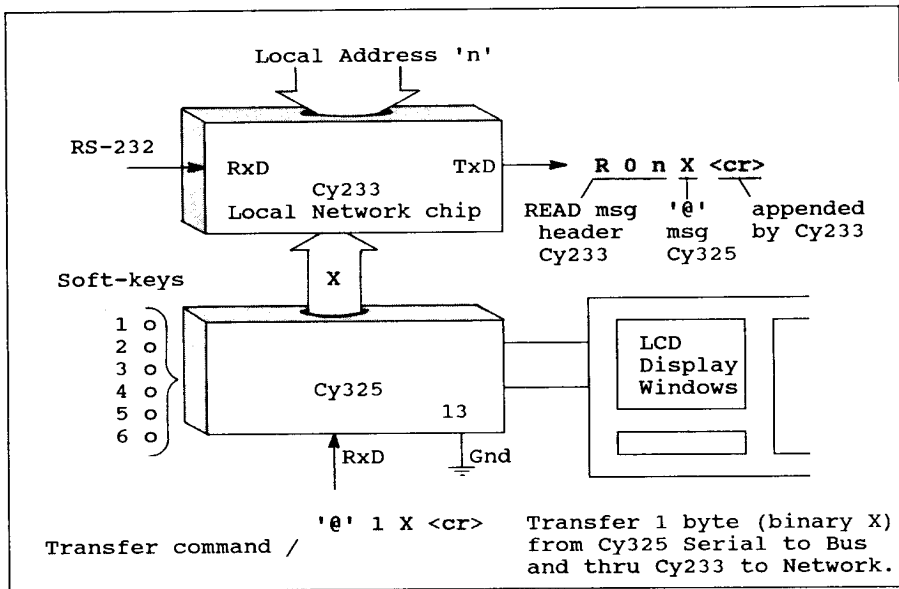 Local Address 'n'
RS-232
RxD
TxD
Cy233
Local Network chip
R 0 n X <cr>
READ msg
header
Cy233
'@'
msg
Cy325
appended
by Cy233
X
Soft-keys
1
2
3
4
5
6
Cy325
13
LCD
Display
Windows
RxD
Gnd
'@' 1 X <cr>
Transfer command /
Transfer 1 byte (binary X)
from Cy325 Serial to Bus
and thru Cy233 to Network.